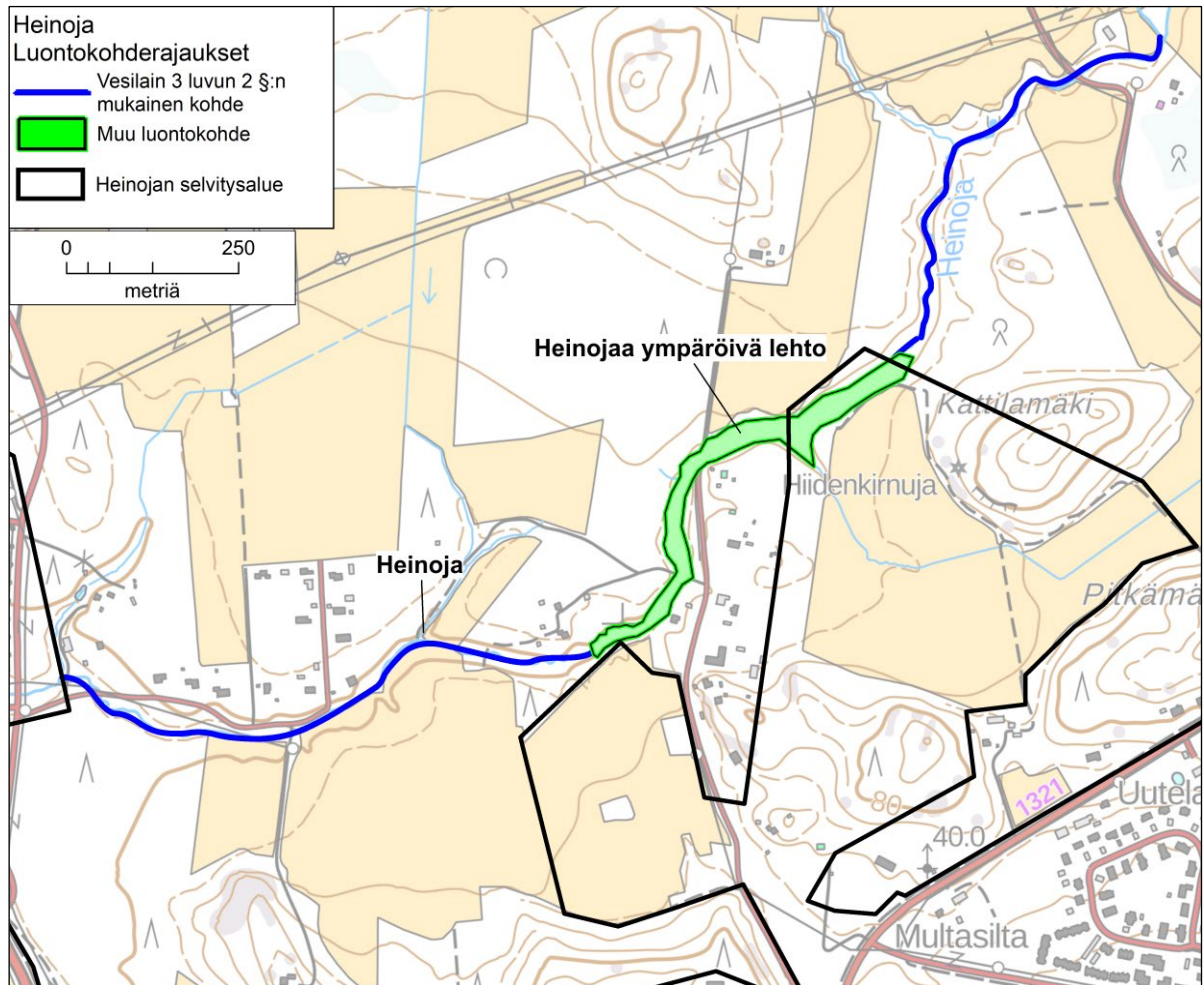 Heinoja
Luontokohderajaukset
Vesilain 3 luvun 2 §:n
mukainen kohde
Muu luontokohde
Heinojan selvitysalue
0 250
metriä
Heinoja
Heinojaa ympäröivä lehto
Kattilamäki
Hiidenkirnuja
Heinoja
Pitkämä
80
1321
Uutela
40.0
Multasilta